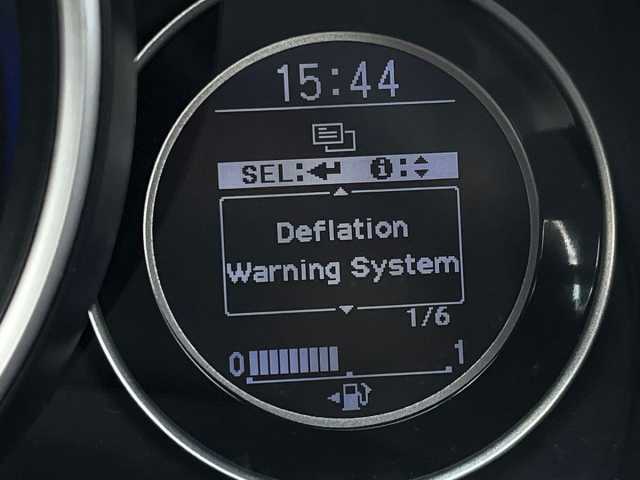 15:44
SEL: i:
Deflation
Warning System
1/6
0 1